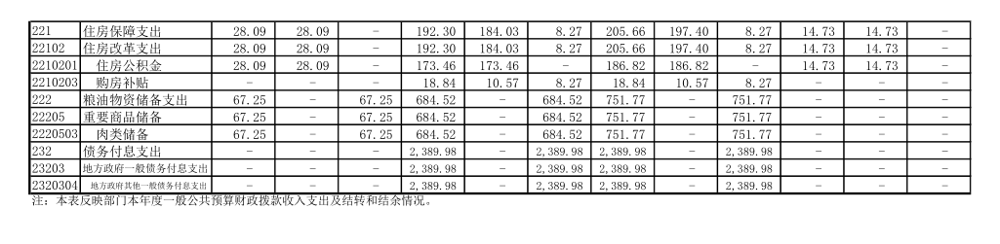 221 住房保障支出 28.09 28.09 - 192.30 184.03 8.27 205.66 197.40 8.27 14.73 14.73 -
22102 住房改革支出 28.09 28.09 - 192.30 184.03 8.27 205.66 197.40 8.27 14.73 14.73 -
2210201 住房公积金 28.09 28.09 - 173.46 173.46 - 186.82 186.82 - 14.73 14.73 -
2210203 购房补贴 - - - 18.84 10.57 8.27 18.84 10.57 8.27 - - -
222 粮油物资储备支出 67.25 - 67.25 684.52 - 684.52 751.77 - 751.77 - - -
22205 重要商品储备 67.25 - 67.25 684.52 - 684.52 751.77 - 751.77 - - -
2220503 肉类储备 67.25 - 67.25 684.52 - 684.52 751.77 - 751.77 - - -
232 债务付息支出 - - - 2,389.98 - 2,389.98 2,389.98 - 2,389.98 - - -
23203 地方政府一般债务付息支出 - - - 2,389.98 - 2,389.98 2,389.98 - 2,389.98 - - -
2320304 地方政府其他一般债务付息支出 - - - 2,389.98 - 2,389.98 2,389.98 - 2,389.98 - - -
注：本表反映部门本年度一般公共预算财政拨款收入支出及结转和结余情况。